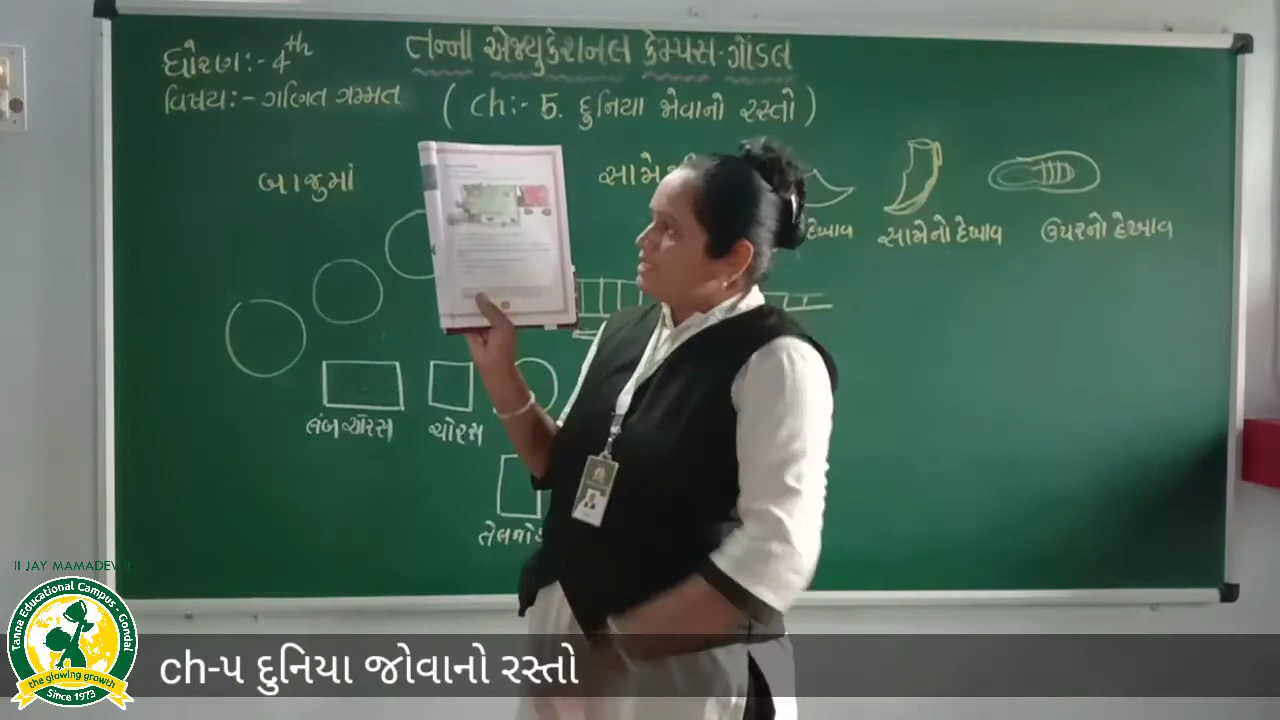 ધોરણ:- 4th
તન્ના એજ્યુકેશનલ કેમ્પસ-ગોંડલ
વિષય:- ગણિત ગમ્મત
( ch:- 5. દુનિયા જોવાનો રસ્તો )
બાજુમાં
દેખાવ
સામેનો દેખાવ
ઉપરનો દેખાવ
લંબચોરસ
ચોરસ
II JAY MAMADEV II
Tanna Educational Campus - Gondal
the glowing growth
Since 1973
ch-૫ દુનિયા જોવાનો રસ્તો